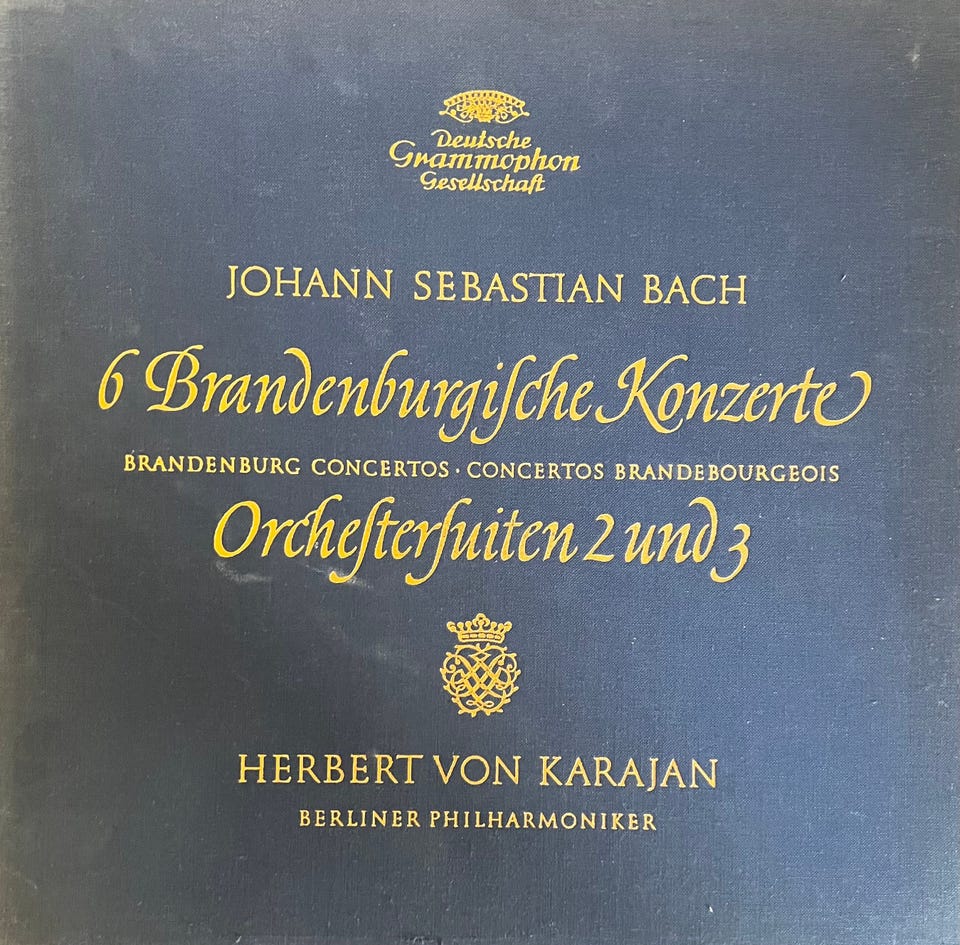 Deutsche
Grammophon
Gesellschaft
JOHANN SEBASTIAN BACH
6 Brandenburgiſche Konzerte
BRANDENBURG CONCERTOS · CONCERTOS BRANDEBOURGEOIS
Orcheſterſuiten 2 und 3
HERBERT VON KARAJAN
BERLINER PHILHARMONIKER